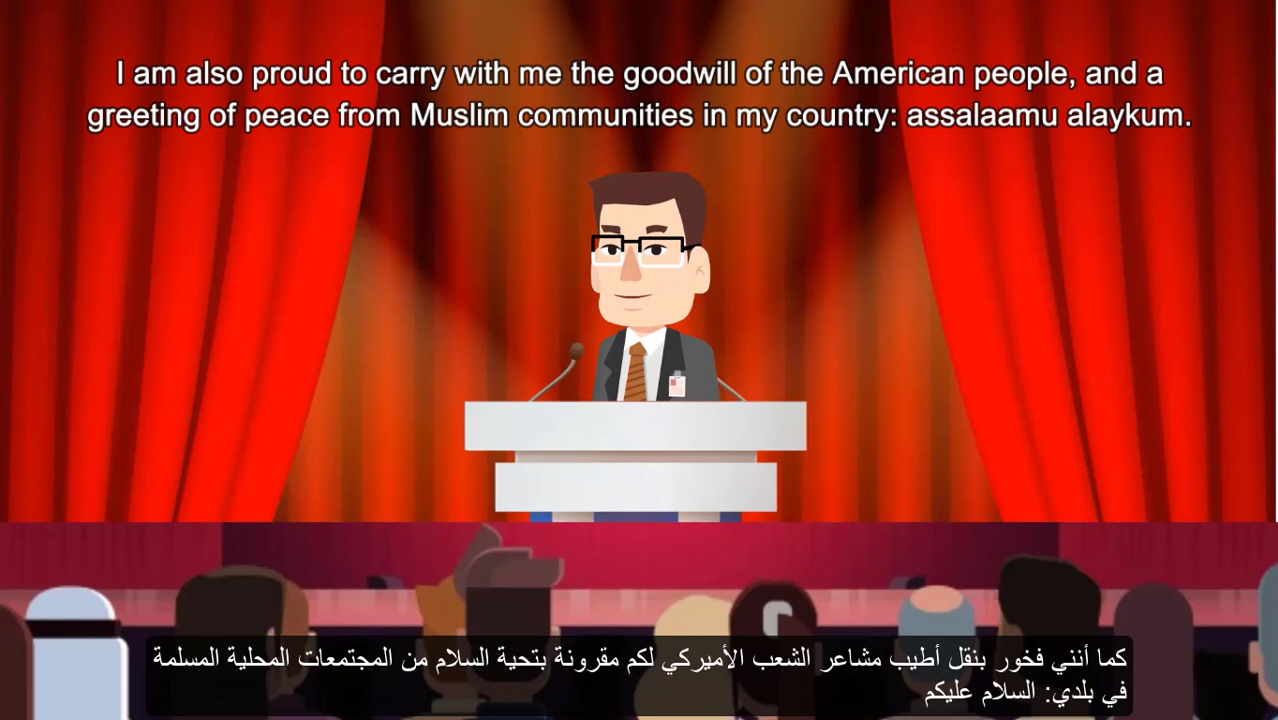 I am also proud to carry with me the goodwill of the American people, and a
greeting of peace from Muslim communities in my country: assalaamu alaykum.
كما أنني فخور بنقل أطيب مشاعر الشعب الأميركي لكم مقرونة بتحية السلام من المجتمعات المحلية المسلمة
في بلدي: السلام عليكم